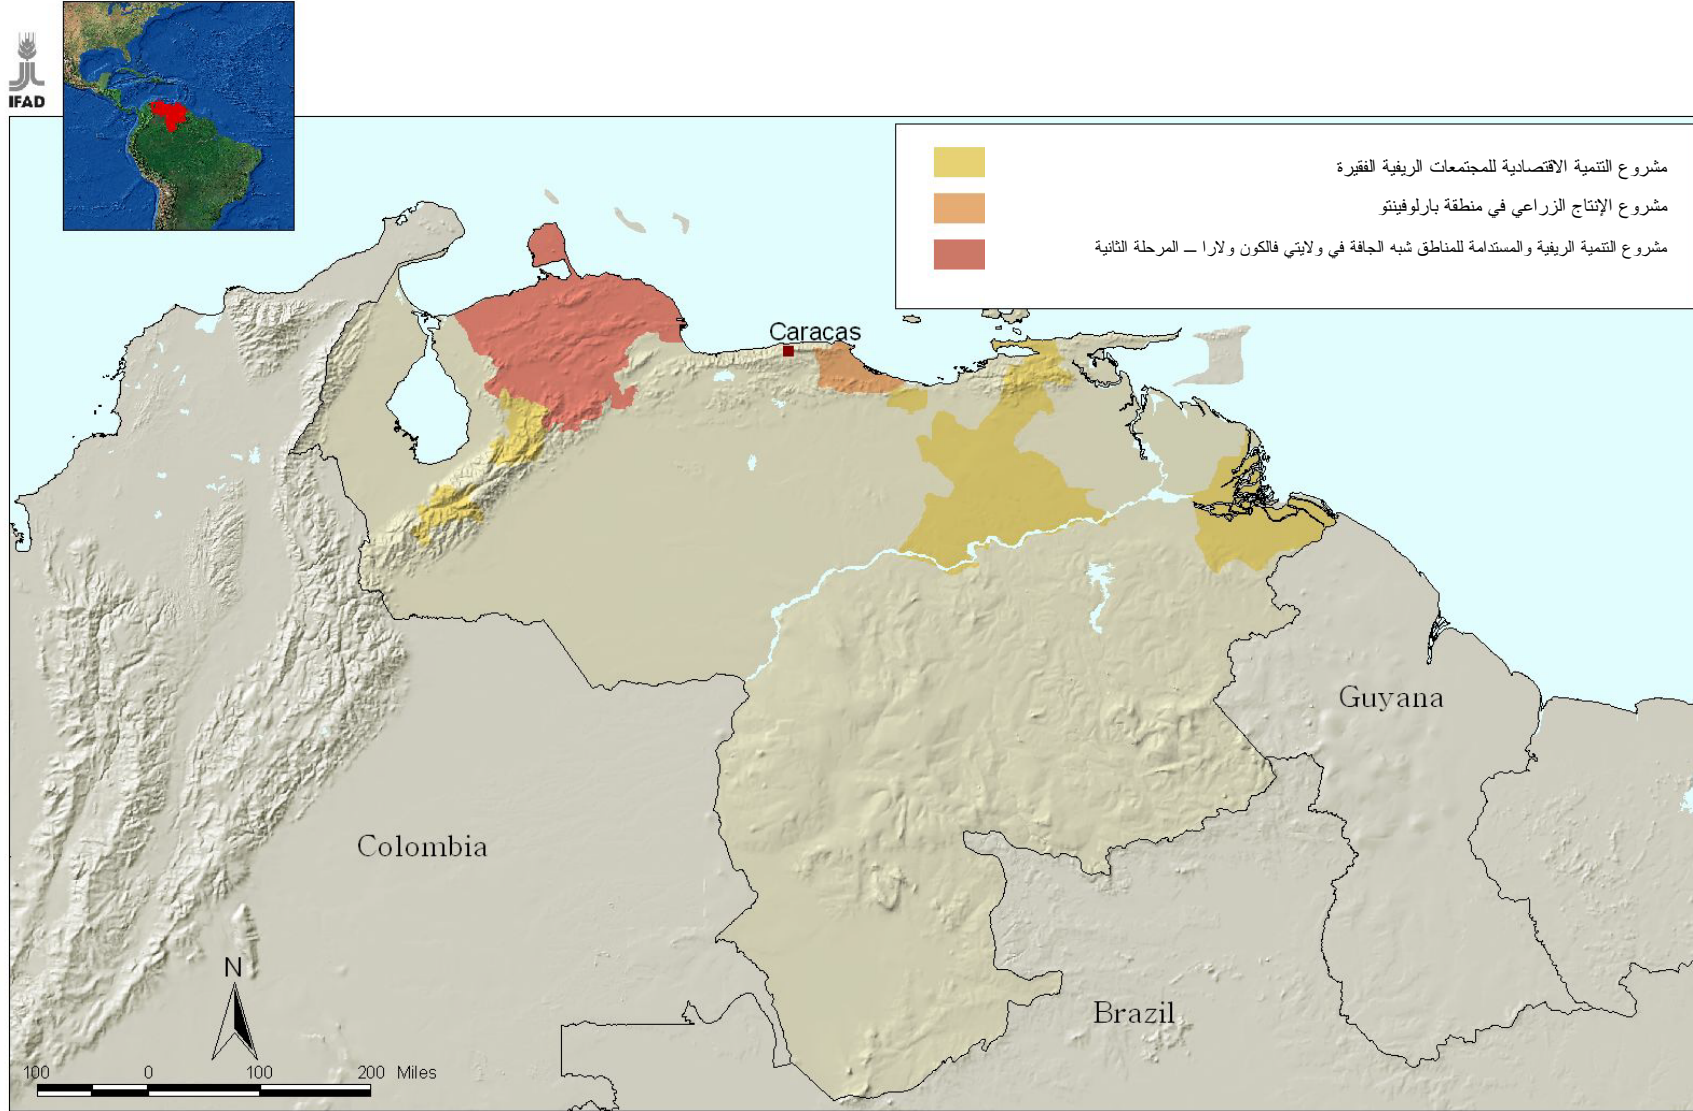 IFAD
مشروع التنمية الاقتصادية للمجتمعات الريفية الفقيرة
مشروع الإنتاج الزراعي في منطقة بارلوفينتو
مشروع التنمية الريفية والمستدامة للمناطق شبه الجافة في ولايتي فالكون ولارا – المرحلة الثانية
Caracas
Guyana
Colombia
Brazil
N
100 0 100 200 Miles